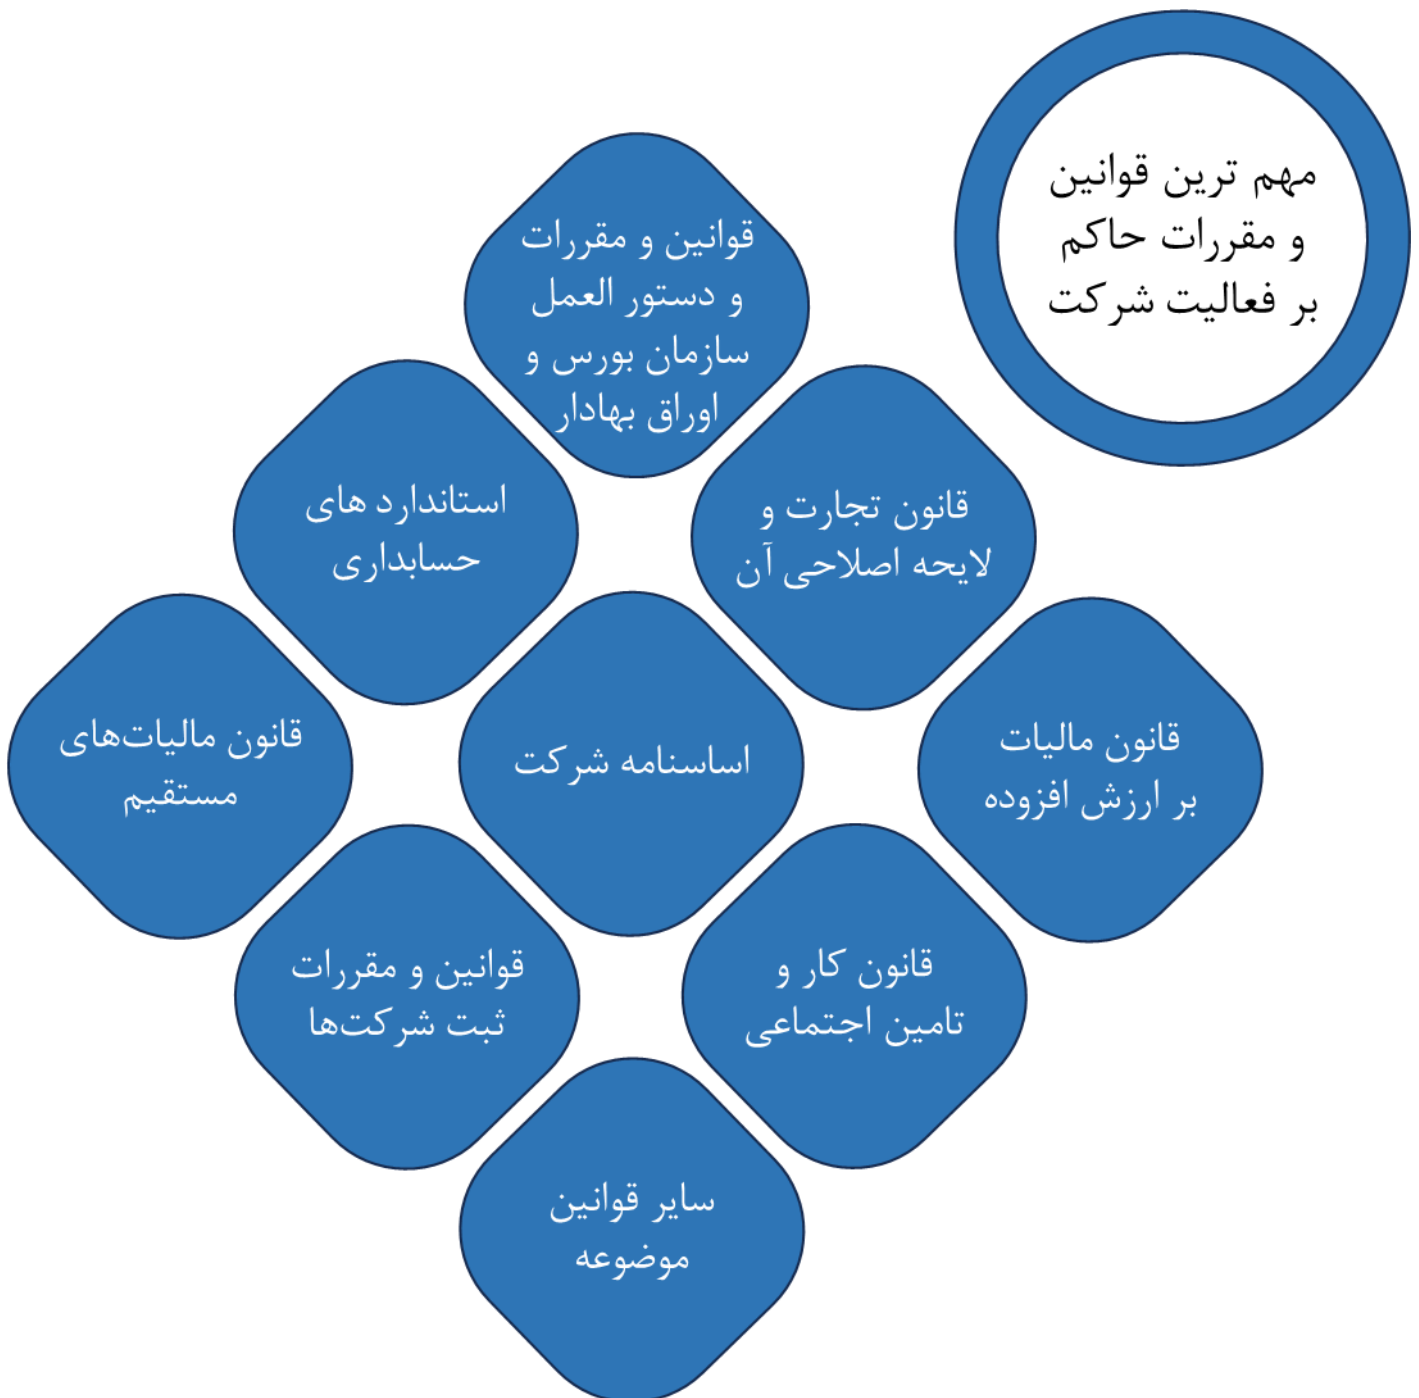 مهم ترین قوانین
و مقررات حاکم
بر فعالیت شرکت
قوانین و مقررات
و دستور العمل
سازمان بورس و
اوراق بهادار
قانون تجارت و
لایحه اصلاحی آن
استاندارد های
حسابداری
قانون مالیات
بر ارزش افزوده
اساسنامه شرکت
قانون مالیات‌های
مستقیم
قانون کار و
تامین اجتماعی
قوانین و مقررات
ثبت شرکت‌ها
سایر قوانین
موضوعه